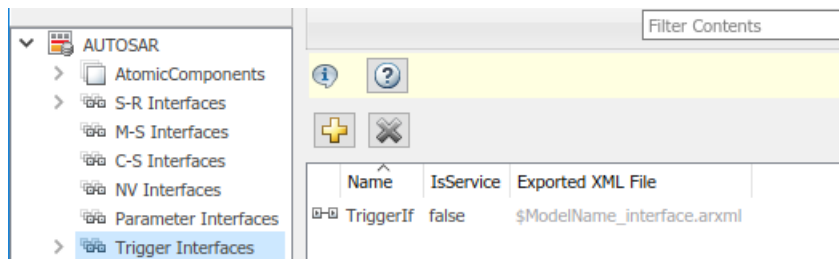 Filter Contents
AUTOSAR
AtomicComponents
S-R Interfaces
M-S Interfaces
C-S Interfaces
NV Interfaces
Parameter Interfaces
Trigger Interfaces
Name IsService Exported XML File
TriggerIf false $ModelName_interface.arxml